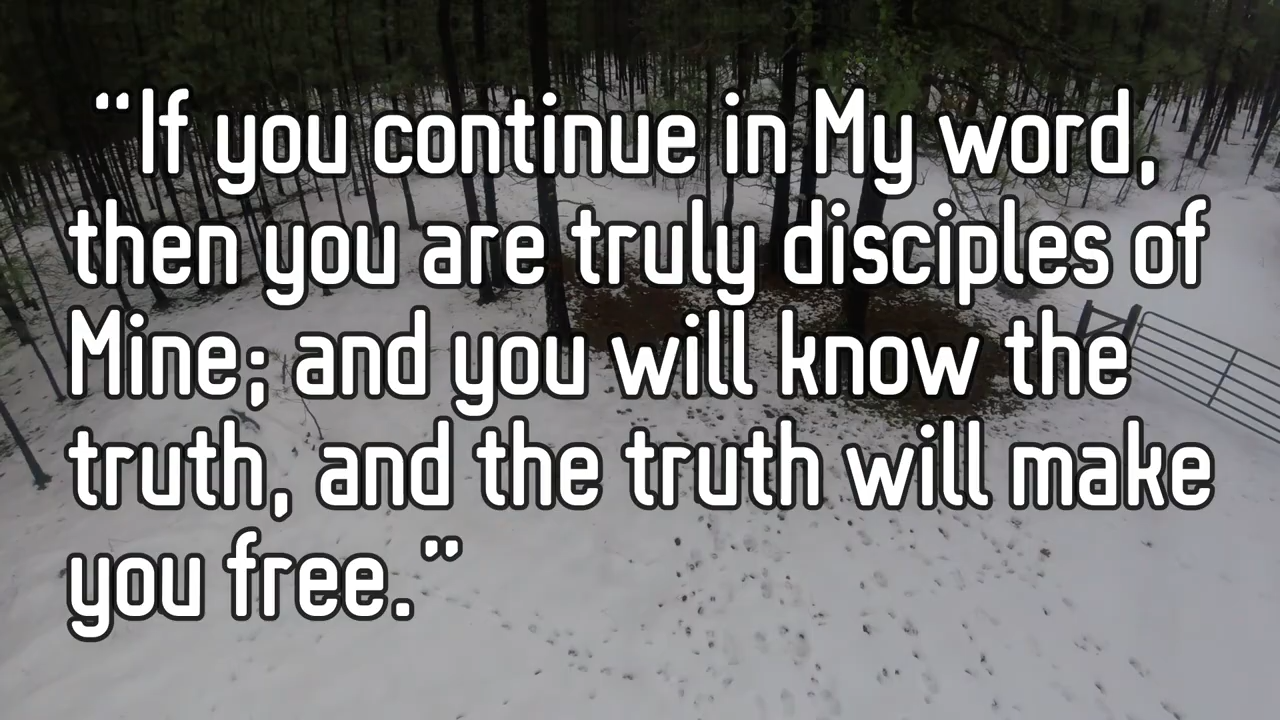 "If you continue in My word,
then you are truly disciples of
Mine; and you will know the
truth, and the truth will make
you free."